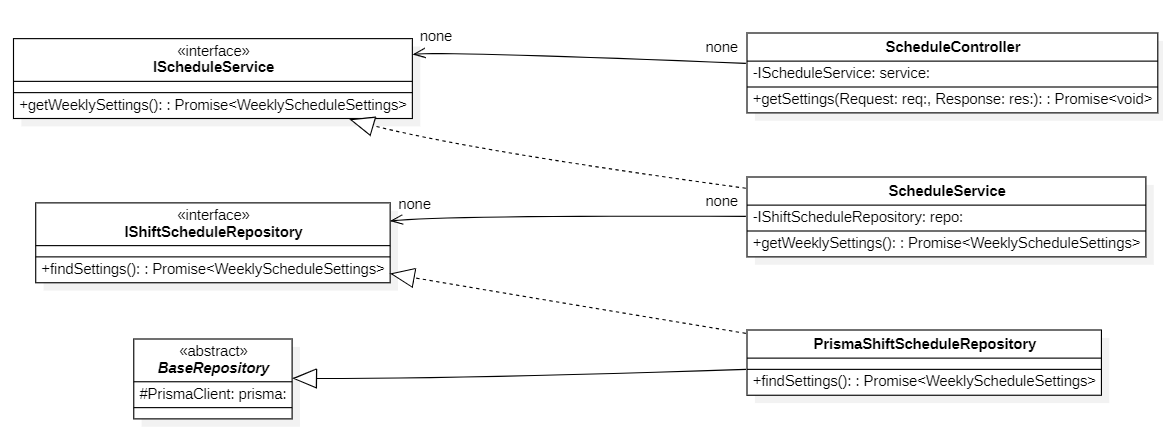 «interface»
IScheduleService
+getWeeklySettings(): : Promise<WeeklyScheduleSettings>
none
none
ScheduleController
-IScheduleService: service:
+getSettings(Request: req:, Response: res:): : Promise<void>
«interface»
IShiftScheduleRepository
+findSettings(): : Promise<WeeklyScheduleSettings>
none
none
ScheduleService
-IShiftScheduleRepository: repo:
+getWeeklySettings(): : Promise<WeeklyScheduleSettings>
«abstract»
BaseRepository
#PrismaClient: prisma:
PrismaShiftScheduleRepository
+findSettings(): : Promise<WeeklyScheduleSettings>